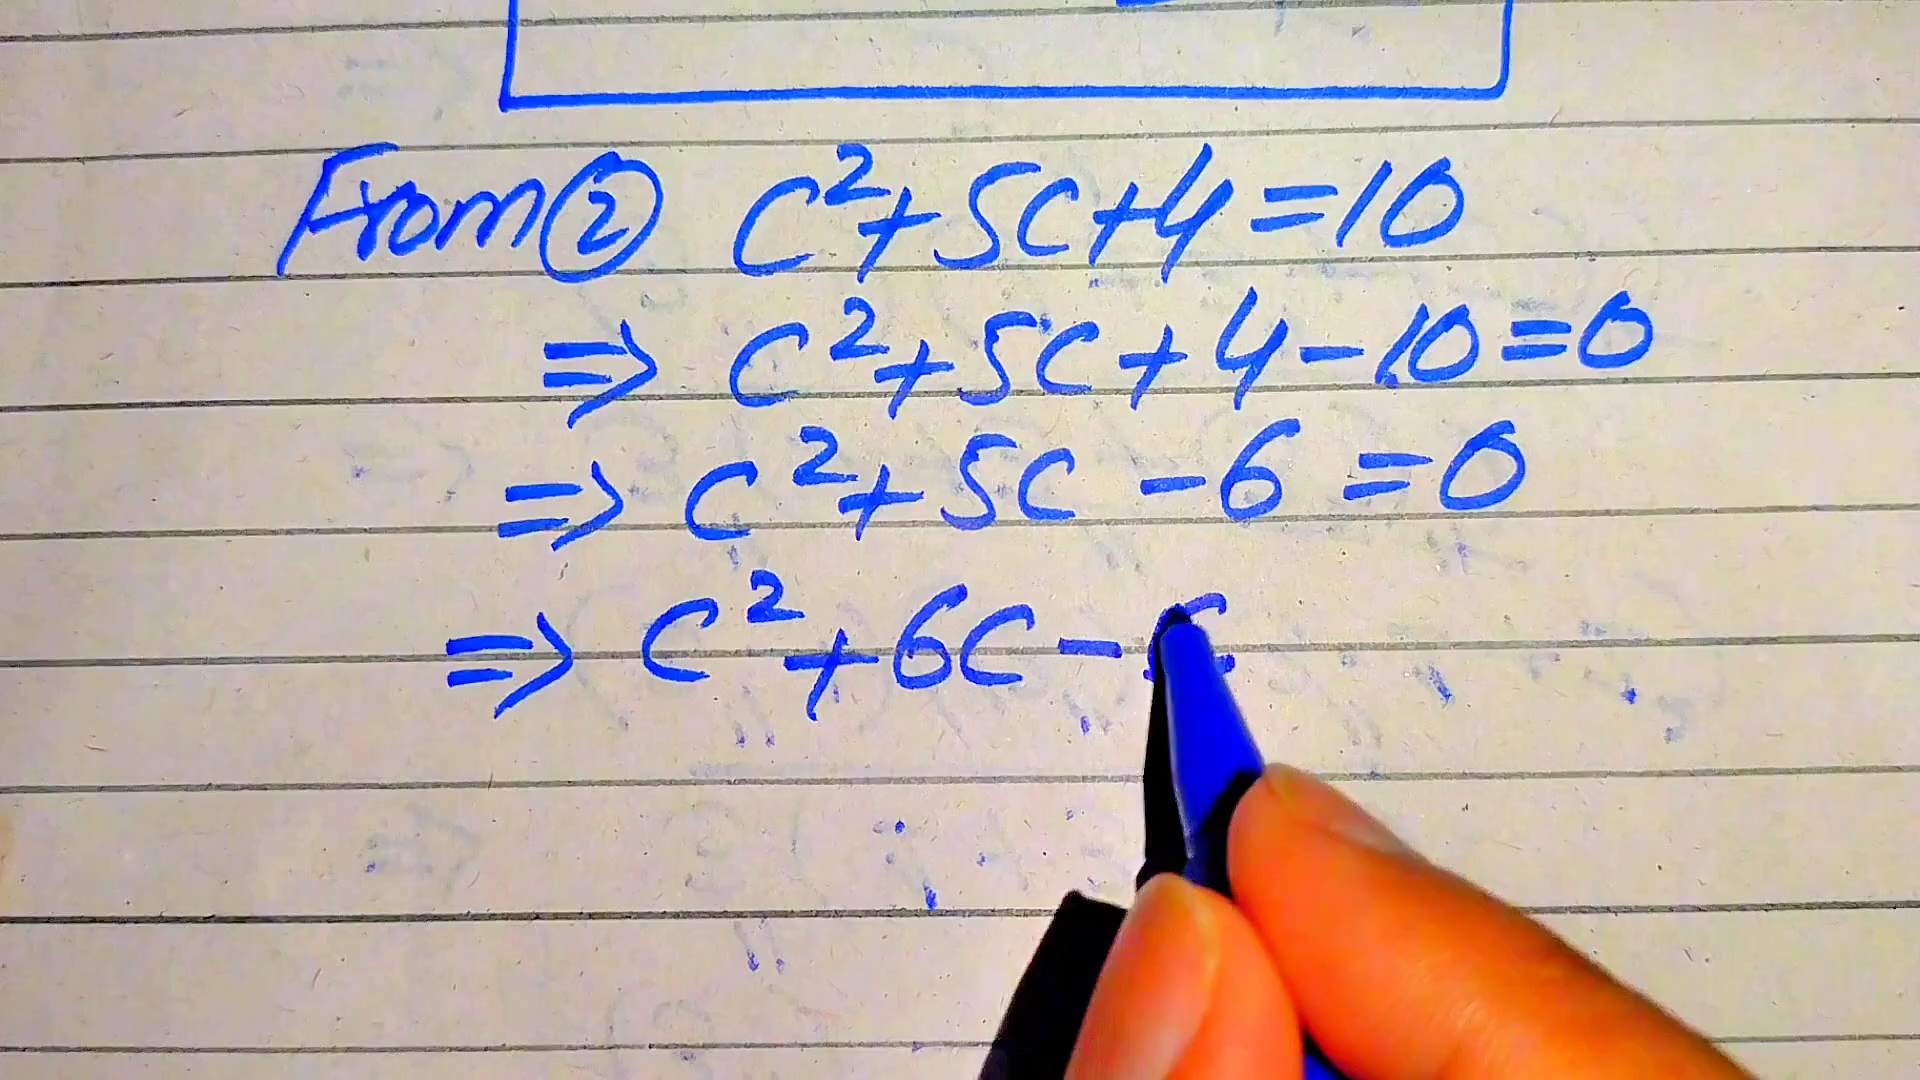 From ② C²+5C+4=10
⇒ C²+5C+4-10=0
⇒ C²+5C-6=0
⇒ C²+6C-